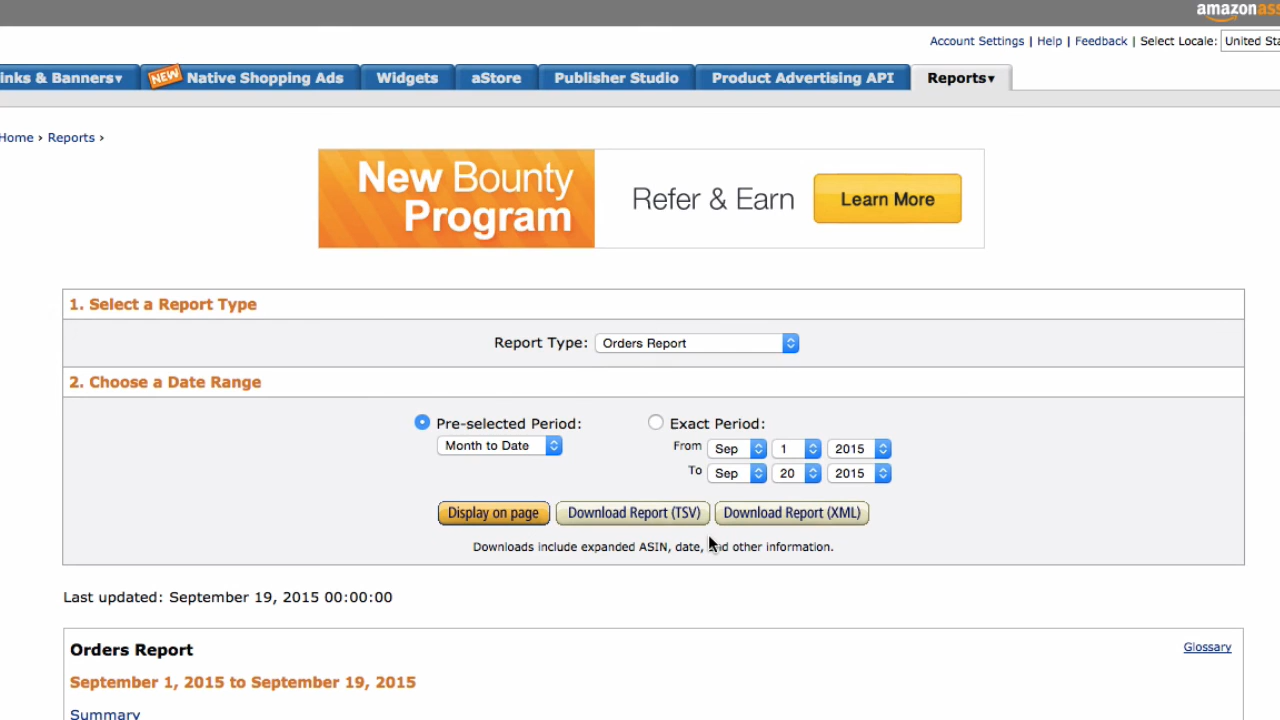 amazonass
Account Settings | Help | Feedback | Select Locale: United Sta
inks & Banners▾ NEW Native Shopping Ads Widgets aStore Publisher Studio Product Advertising API Reports▾
Home › Reports ›
New Bounty
Program
Refer & Earn
Learn More
1. Select a Report Type
Report Type: Orders Report
2. Choose a Date Range
Pre-selected Period: Exact Period:
Month to Date From Sep 1 2015
To Sep 20 2015
Display on page Download Report (TSV) Download Report (XML)
Downloads include expanded ASIN, date, and other information.
Last updated: September 19, 2015 00:00:00
Orders Report Glossary
September 1, 2015 to September 19, 2015
Summary